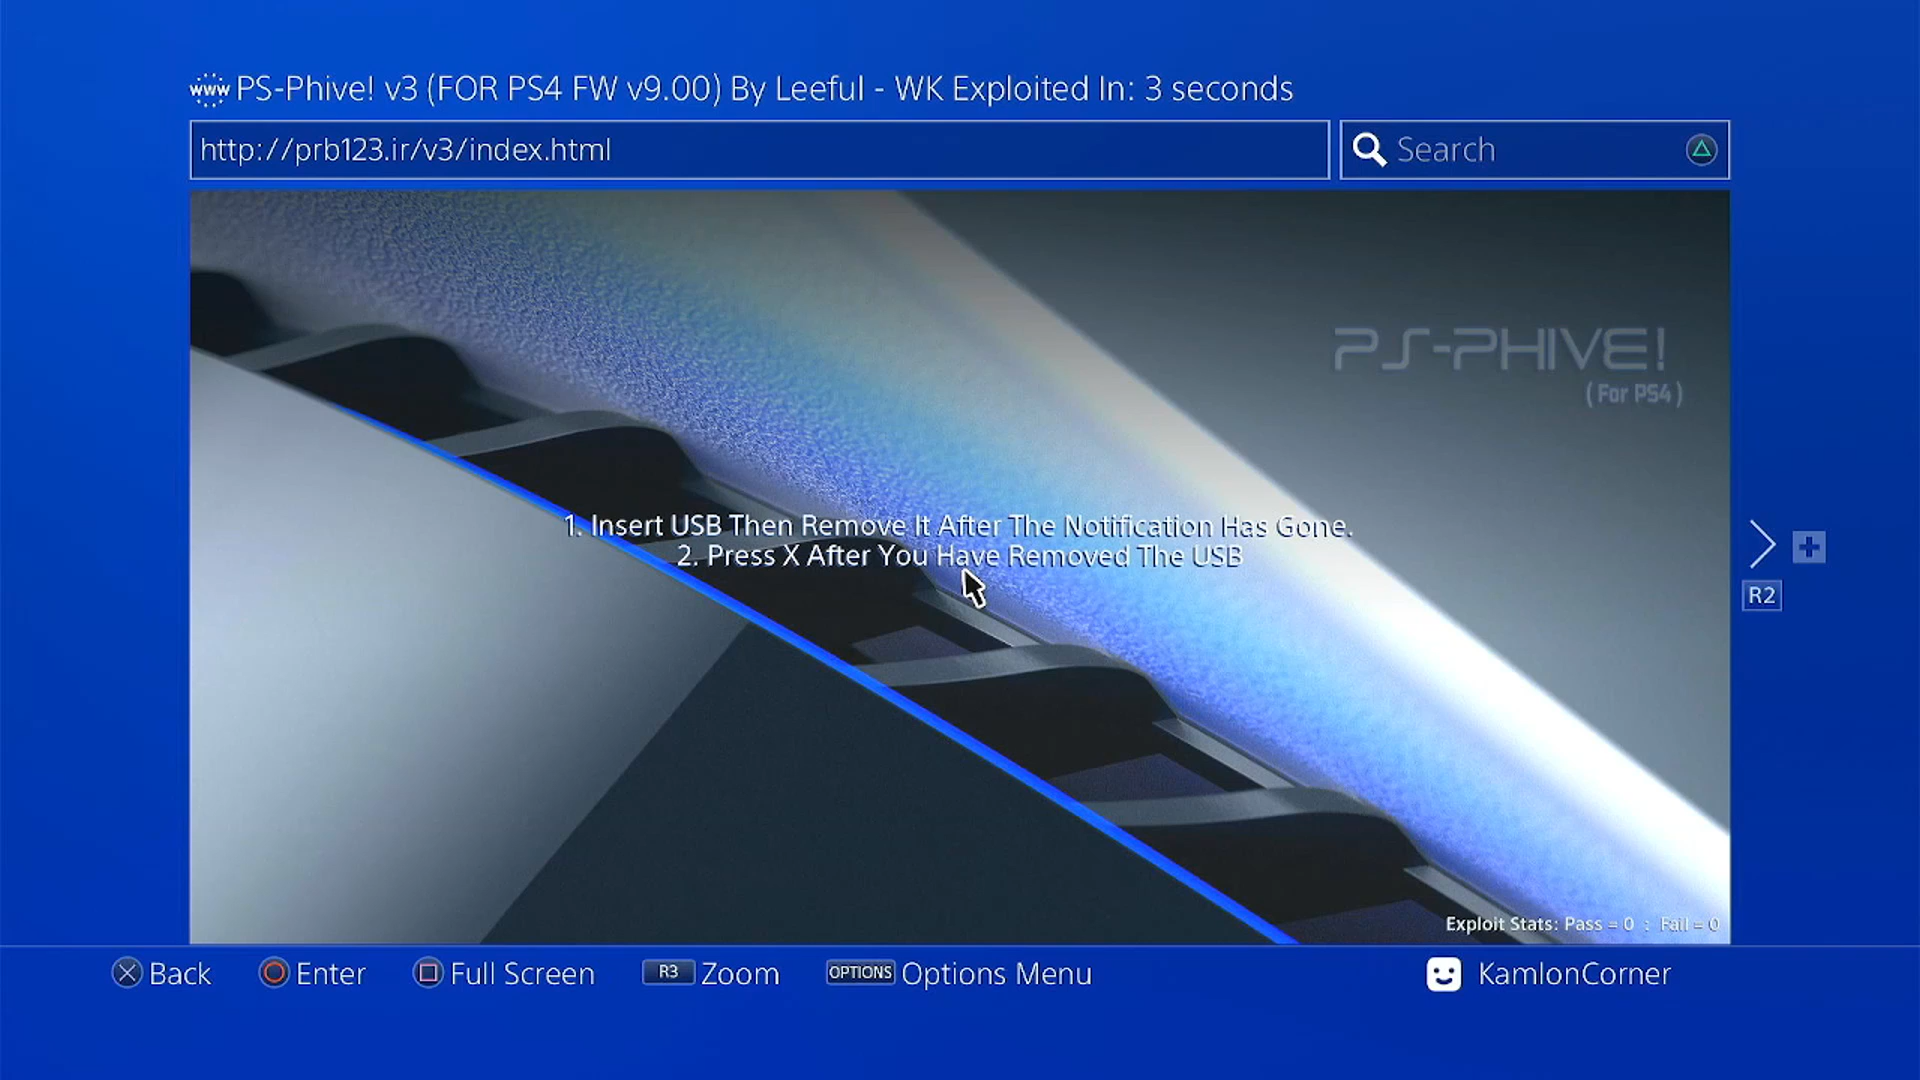 www PS-Phive! v3 (FOR PS4 FW v9.00) By Leeful - WK Exploited In: 3 seconds
http://prb123.ir/v3/index.html
Search
PS-PHIVE!
(For PS4)
1. Insert USB Then Remove It After The Notification Has Gone.
2. Press X After You Have Removed The USB
R2
Exploit Stats: Pass = 0 : Fail = 0
Back Enter Full Screen R3 Zoom OPTIONS Options Menu KamlonCorner